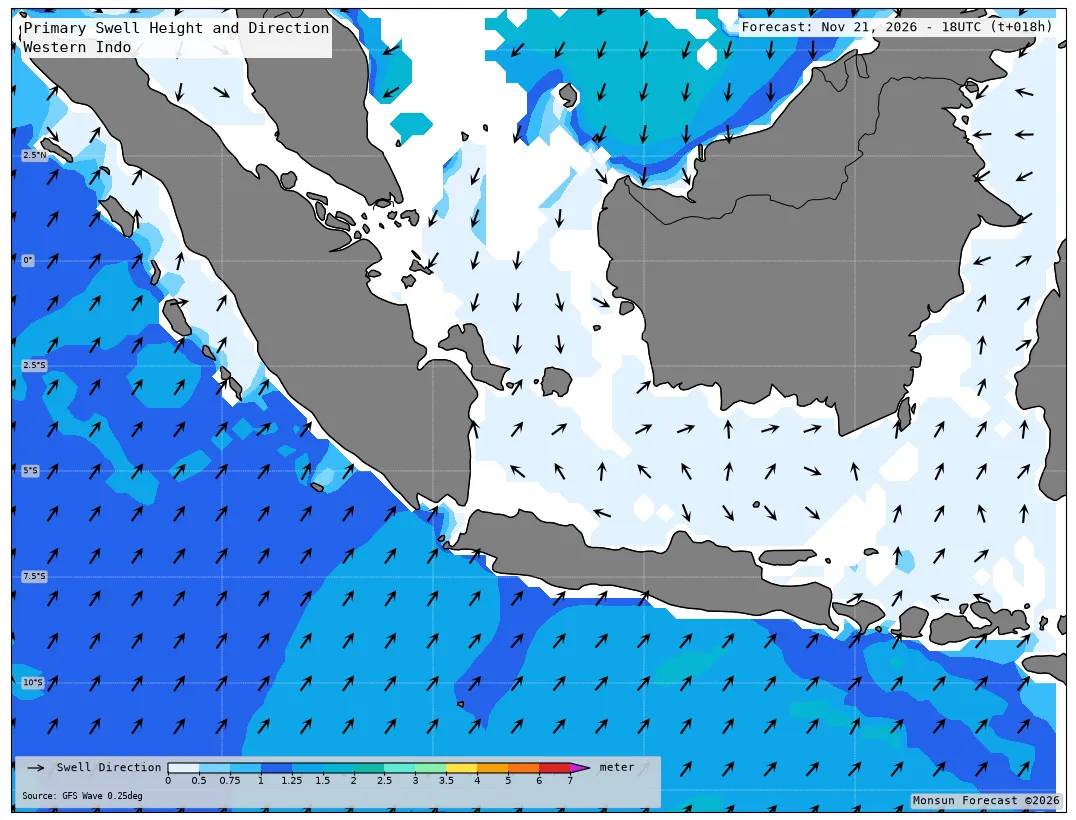 Primary Swell Height and Direction
Western Indo
Forecast: Nov 21, 2026 - 18UTC (t+018h)
2.5°N
0°
2.5°S
5°S
7.5°S
10°S
Swell Direction
meter
0 0.5 0.75 1 1.25 1.5 2 2.5 3 3.5 4 5 6 7
Source: GFS Wave 0.25deg
Monsun Forecast ©2026